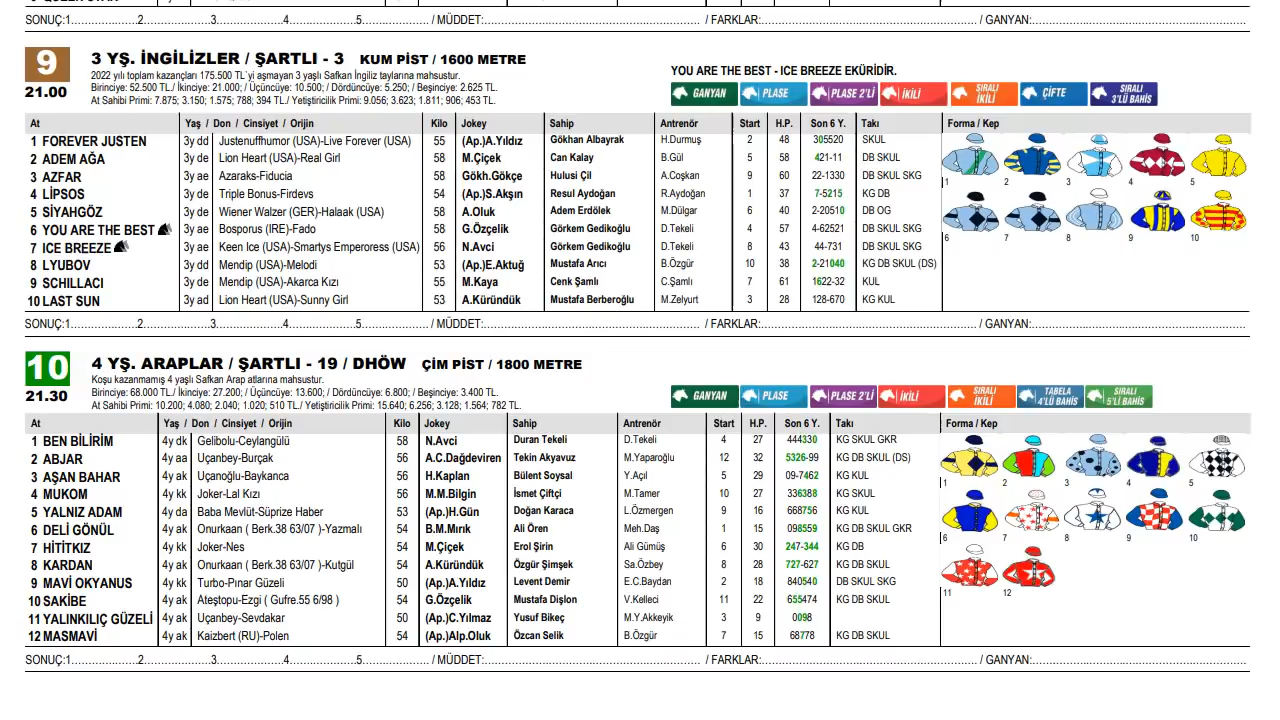 SONUÇ:1......................2......................3......................4......................5...................... / MÜDDET:...................................................................... / FARKLAR:...................................................................... / GANYAN:......................................................................
9 3 YŞ. İNGİLİZLER / ŞARTLI - 3 KUM PİST / 1600 METRE
2022 yılı toplam kazançları 175.500 TL`yi aşmayan 3 yaşlı Safkan İngiliz taylarına mahsustur.
YOU ARE THE BEST - ICE BREEZE EKÜRİDİR.
21.00 Birinciye: 52.500 TL./ İkinciye: 21.000; / Üçüncüye: 10.500; / Dördüncüye: 5.250; / Beşinciye: 2.625 TL.
At Sahibi Primi: 7.875; 3.150; 1.575; 788; 394 TL./ Yetiştiricilik Primi: 9.056; 3.623; 1.811; 906; 453 TL.
GANYAN PLASE PLASE 2'Lİ İKİLİ SIRALI İKİLİ ÇİFTE SIRALI 3'LÜ BAHİS
At Yaş / Don / Cinsiyet / Orijin Kilo Jokey Sahip Antrenör Start H.P. Son 6 Y. Takı Forma / Kep
1 FOREVER JUSTEN 3y dd Justenuffhumor (USA)-Live Forever (USA) 55 (Ap.)A.Yıldız Gökhan Albayrak H.Durmuş 2 48 305520 SKUL
2 ADEM AĞA 3y de Lion Heart (USA)-Real Girl 58 M.Çiçek Can Kalay B.Gül 5 58 421-11 DB SKUL
3 AZFAR 3y ae Azaraks-Fiducia 58 Gökh.Gökçe Hulusi Çil A.Coşkan 9 60 22-1330 DB SKUL SKG
4 LİPSOS 3y de Triple Bonus-Firdevs 54 (Ap.)S.Akşın Resul Aydoğan R.Aydoğan 1 37 7-5215 KG DB
5 SİYAHGÖZ 3y de Wiener Walzer (GER)-Halaak (USA) 58 A.Oluk Adem Erdölek M.Dülgar 6 40 2-20510 DB OG
6 YOU ARE THE BEST 3y ae Bosporus (IRE)-Fado 58 G.Özçelik Görkem Gedikoğlu D.Tekeli 4 57 4-62521 DB SKUL SKG
7 ICE BREEZE 3y ae Keen Ice (USA)-Smartys Emperoress (USA) 56 N.Avci Görkem Gedikoğlu D.Tekeli 8 43 44-731 DB SKUL SKG
8 LYUBOV 3y dd Mendip (USA)-Melodi 53 (Ap.)E.Aktuğ Mustafa Arıcı B.Özgür 10 38 2-21040 KG DB SKUL (DS)
9 SCHILLACI 3y de Mendip (USA)-Akarca Kızı 55 M.Kaya Cenk Şamlı C.Şamlı 7 61 1622-32 KUL
10 LAST SUN 3y ad Lion Heart (USA)-Sunny Girl 53 A.Küründük Mustafa Berberoğlu M.Zelyurt 3 28 128-670 KG KUL
1 2 3 4 5
6 7 8 9 10
SONUÇ:1......................2......................3......................4......................5...................... / MÜDDET:...................................................................... / FARKLAR:...................................................................... / GANYAN:......................................................................
10 4 YŞ. ARAPLAR / ŞARTLI - 19 / DHÖW ÇİM PİST / 1800 METRE
Koşu kazanmamış 4 yaşlı Safkan Arap atlarına mahsustur.
21.30 Birinciye: 68.000 TL./ İkinciye: 27.200; / Üçüncüye: 13.600; / Dördüncüye: 6.800; / Beşinciye: 3.400 TL.
At Sahibi Primi: 10.200; 4.080; 2.040; 1.020; 510 TL./ Yetiştiricilik Primi: 15.640; 6.256; 3.128; 1.564; 782 TL.
GANYAN PLASE PLASE 2'Lİ İKİLİ SIRALI İKİLİ TABELA 4'LÜ BAHİS SIRALI 5'Lİ BAHİS
At Yaş / Don / Cinsiyet / Orijin Kilo Jokey Sahip Antrenör Start H.P. Son 6 Y. Takı Forma / Kep
1 BEN BİLİRİM 4y dk Gelibolu-Ceylangülü 58 N.Avci Duran Tekeli D.Tekeli 4 27 444330 KG SKUL GKR
2 ABJAR 4y aa Uçanbey-Burçak 56 A.C.Dağdeviren Tekin Akyavuz M.Yaparoğlu 12 32 5326-99 KG DB SKUL (DS)
3 AŞAN BAHAR 4y ak Uçanoğlu-Baykanca 56 H.Kaplan Bülent Soysal Y.Açıl 5 29 09-7462 KG KUL
4 MUKOM 4y kk Joker-Lal Kızı 56 M.M.Bilgin İsmet Çiftçi M.Tamer 10 27 336388 KG SKUL
5 YALNIZ ADAM 4y da Baba Mevlüt-Süprize Haber 53 (Ap.)H.Gün Doğan Karaca L.Özmergen 9 16 668756 KG KUL
6 DELİ GÖNÜL 4y ak Onurkaan ( Berk.38 63/07 )-Yazmalı 54 B.M.Mırık Ali Ören Meh.Daş 1 15 098559 KG DB SKUL GKR
7 HİTİTKIZ 4y kk Joker-Nes 54 M.Çiçek Erol Şirin Ali Gümüş 6 30 247-344 KG DB
8 KARDAN 4y ak Onurkaan ( Berk.38 63/07 )-Kutgül 54 A.Küründük Özgür Şimşek Sa.Özbey 8 28 727-627 KG DB SKUL
9 MAVİ OKYANUS 4y kk Turbo-Pınar Güzeli 50 (Ap.)A.Yıldız Levent Demir E.C.Baydan 2 18 840540 DB SKUL SKG
10 SAKİBE 4y ak Ateştopu-Ezgi ( Gufre.55 6/98 ) 54 G.Özçelik Mustafa Dişlon V.Kelleci 11 22 655474 KG DB SKUL
11 YALINKILIÇ GÜZELİ 4y ak Uçanbey-Sevdakar 50 (Ap.)C.Yılmaz Yusuf Bikeç M.Y.Akkeyik 3 9 0098
12 MASMAVİ 4y ak Kaizbert (RU)-Polen 54 (Ap.)Alp.Oluk Özcan Selik B.Özgür 7 15 68778 KG DB SKUL
1 2 3 4 5
6 7 8 9 10
11 12
SONUÇ:1......................2......................3......................4......................5...................... / MÜDDET:...................................................................... / FARKLAR:...................................................................... / GANYAN:......................................................................